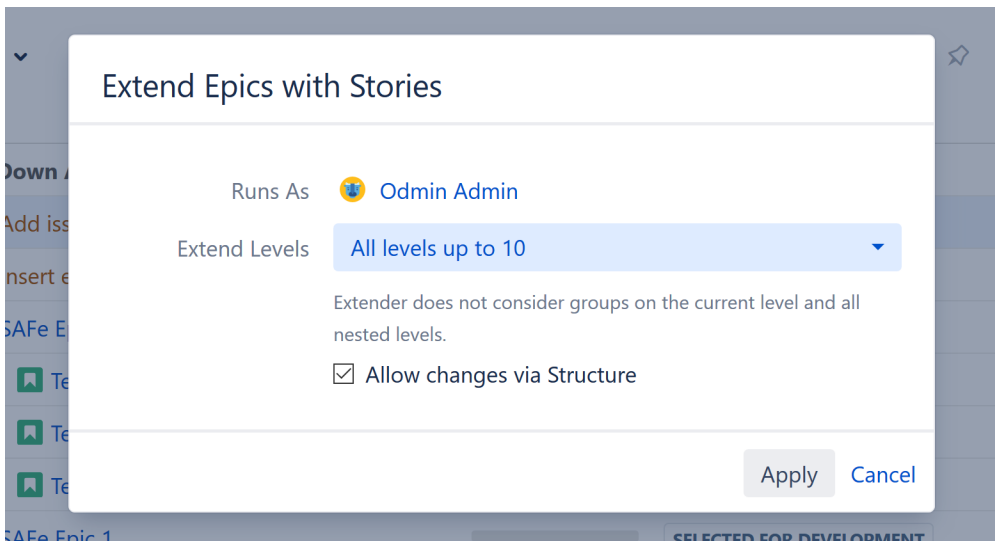 Extend Epics with Stories
Down
Runs As Odmin Admin
Add iss
Extend Levels All levels up to 10
nsert e
Extender does not consider groups on the current level and all
SAFe E
nested levels.
Allow changes via Structure
Te
Te
Te
Apply Cancel
SAFe Epic 1 SELECTED FOR DEVELOPMENT